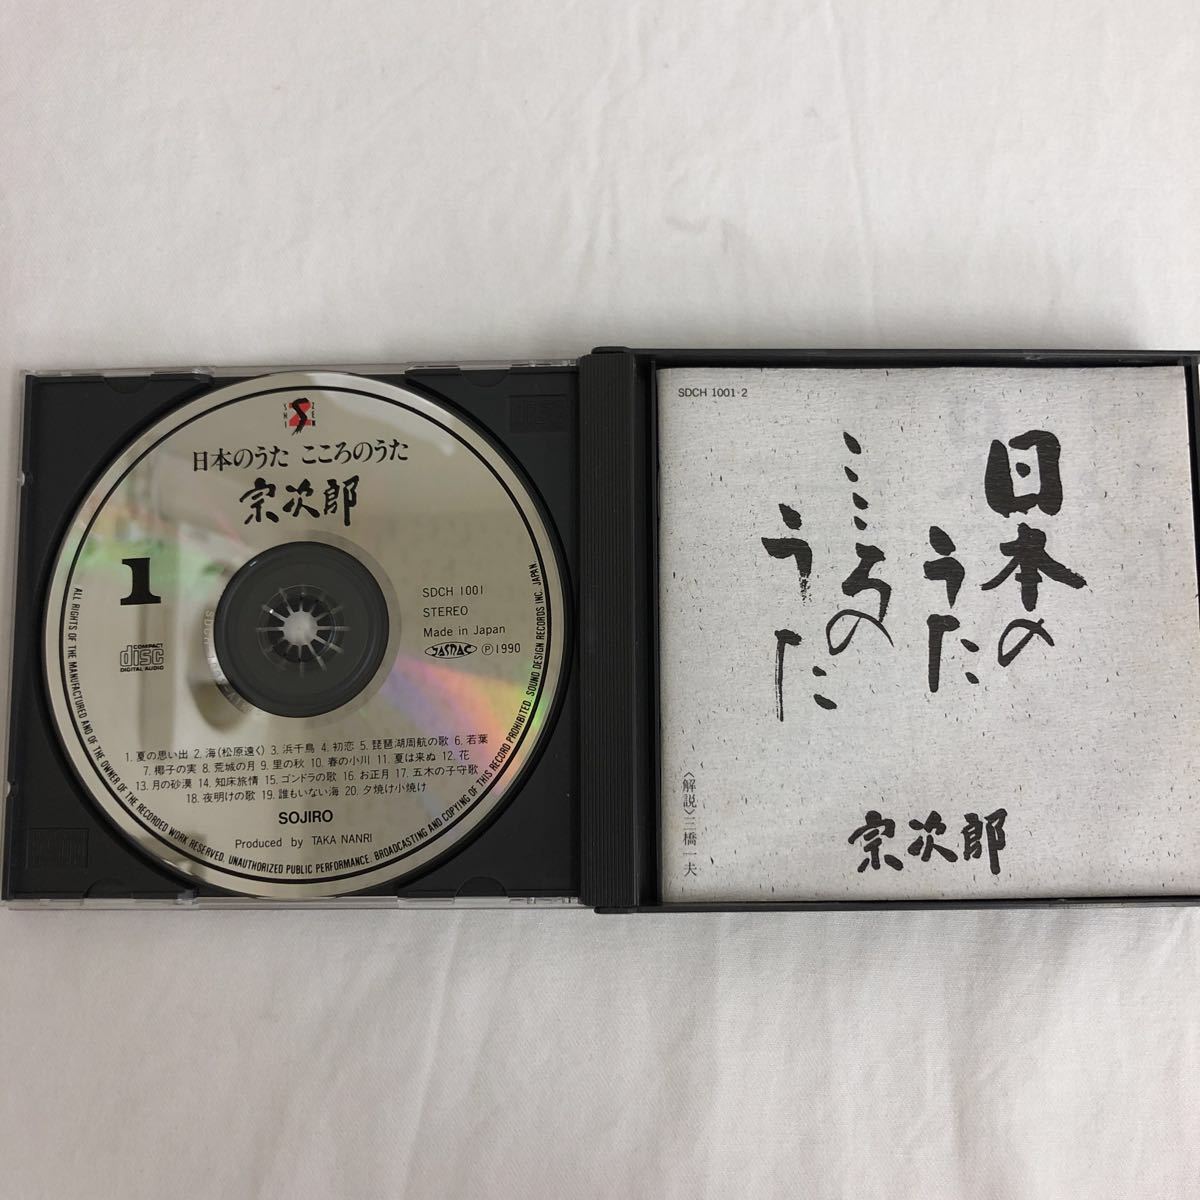 SHI ZEN
S
日本のうた こころのうた
宗次郎
1
COMPACT
disc
DIGITAL AUDIO
SDCH 1001
STEREO
Made in Japan
JASRAC ℗1990
1. 夏の思い出 2. 海(松原遠く) 3. 浜千鳥 4. 初恋 5. 琵琶湖周航の歌 6. 若葉
7. 椰子の実 8. 荒城の月 9. 里の秋 10. 春の小川 11. 夏は来ぬ 12. 花
13. 月の砂漠 14. 知床旅情 15. ゴンドラの歌 16. お正月 17. 五木の子守歌
18. 夜明けの歌 19. 誰もいない海 20. 夕焼け小焼け
SOJIRO
Produced by TAKA NANRI
ALL RIGHTS OF THE MANUFACTURED AND OF THE OWNER OF THE RECORDED WORK RESERVED. UNAUTHORIZED PUBLIC PERFORMANCE. BROADCASTING AND COPYING OF THIS RECORD PROHIBITED. SOUND DESIGN RECORDS INC. JAPAN.
SDCH 1001·2
日本の
うた
こころの
うた
〈解説〉三橋一夫
宗次郎